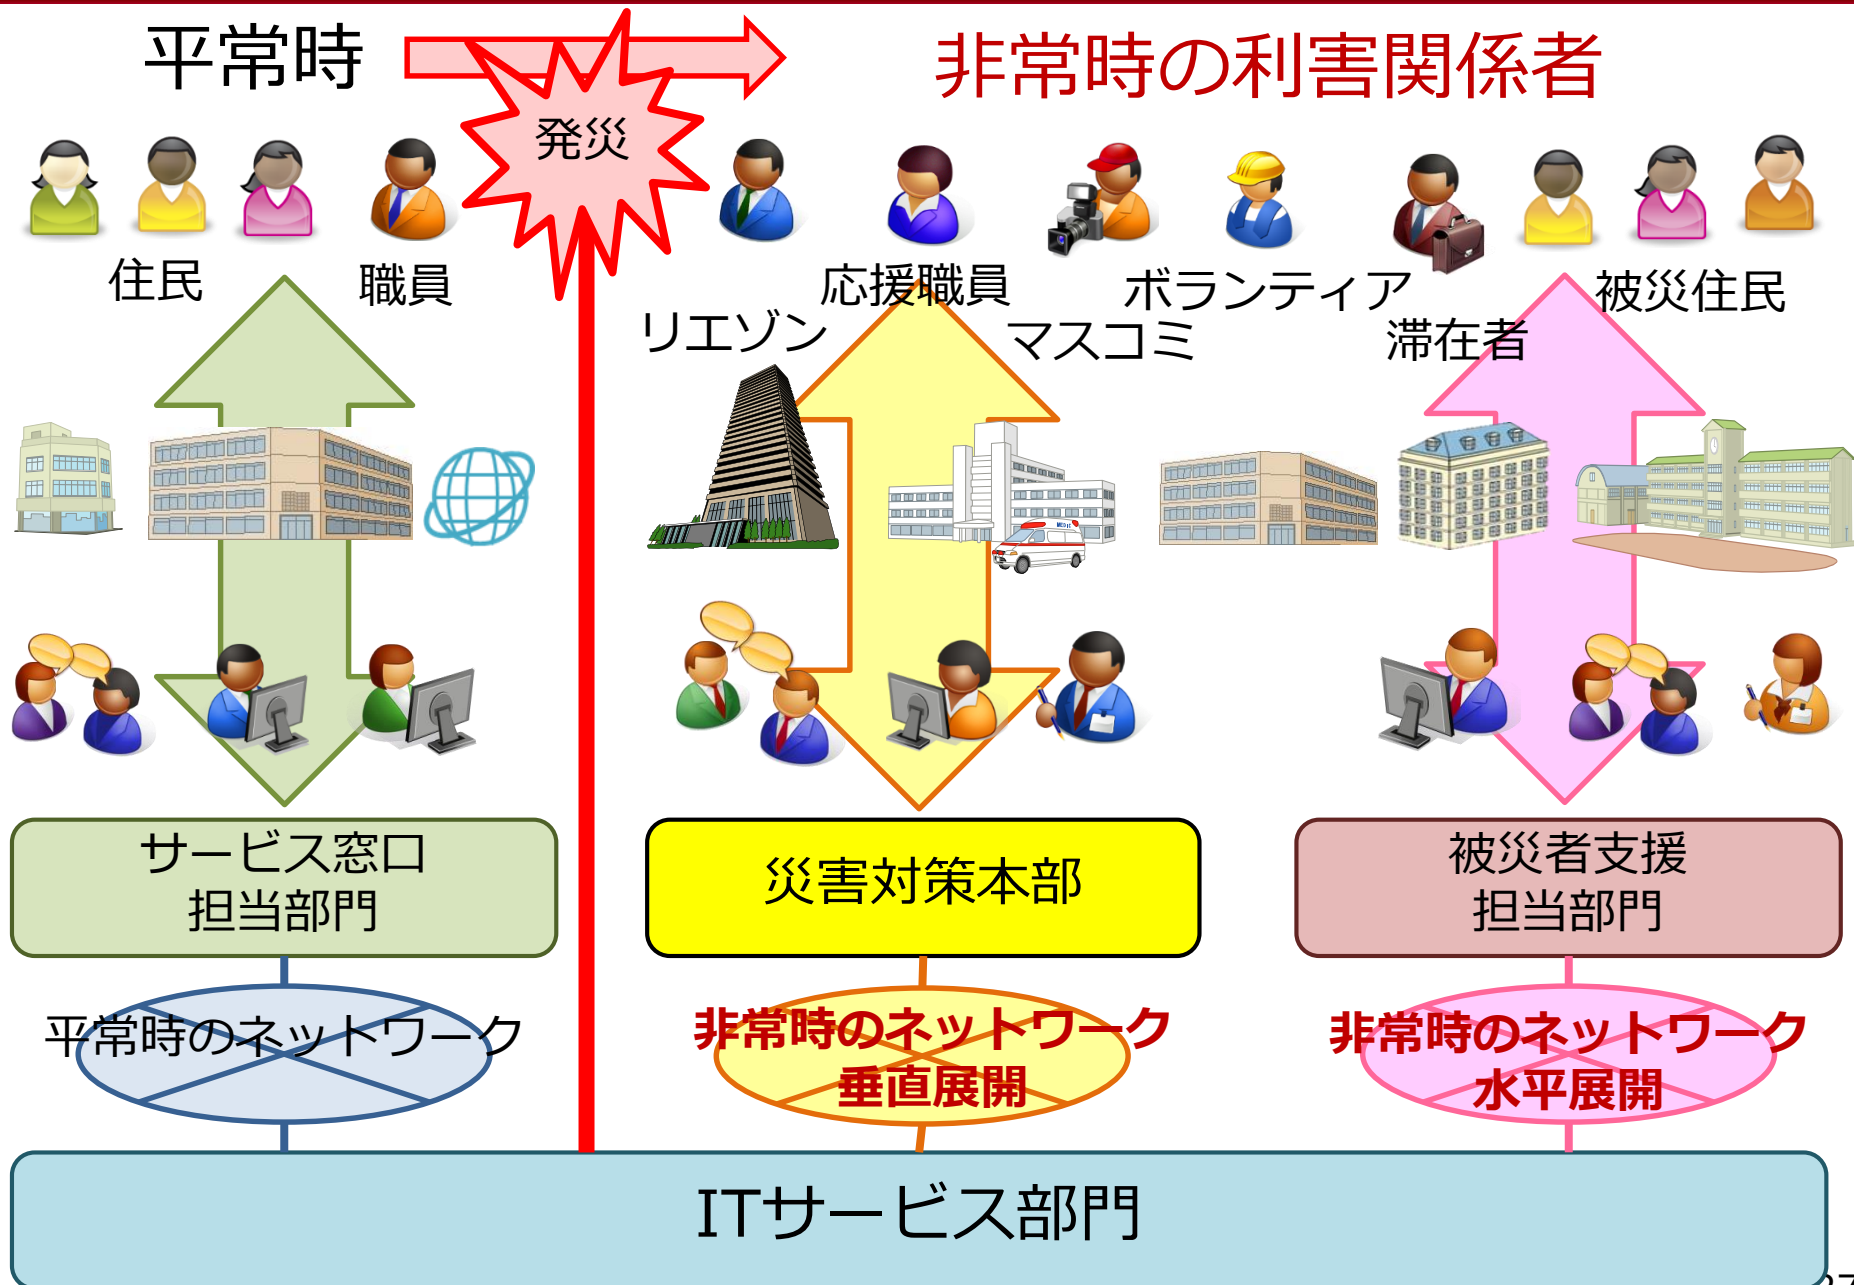 平常時
非常時の利害関係者
発災
住民
職員
リエゾン
応援職員
マスコミ
ボランティア
滞在者
被災住民
サービス窓口
担当部門
災害対策本部
被災者支援
担当部門
平常時のネットワーク
非常時のネットワーク
垂直展開
非常時のネットワーク
水平展開
ITサービス部門